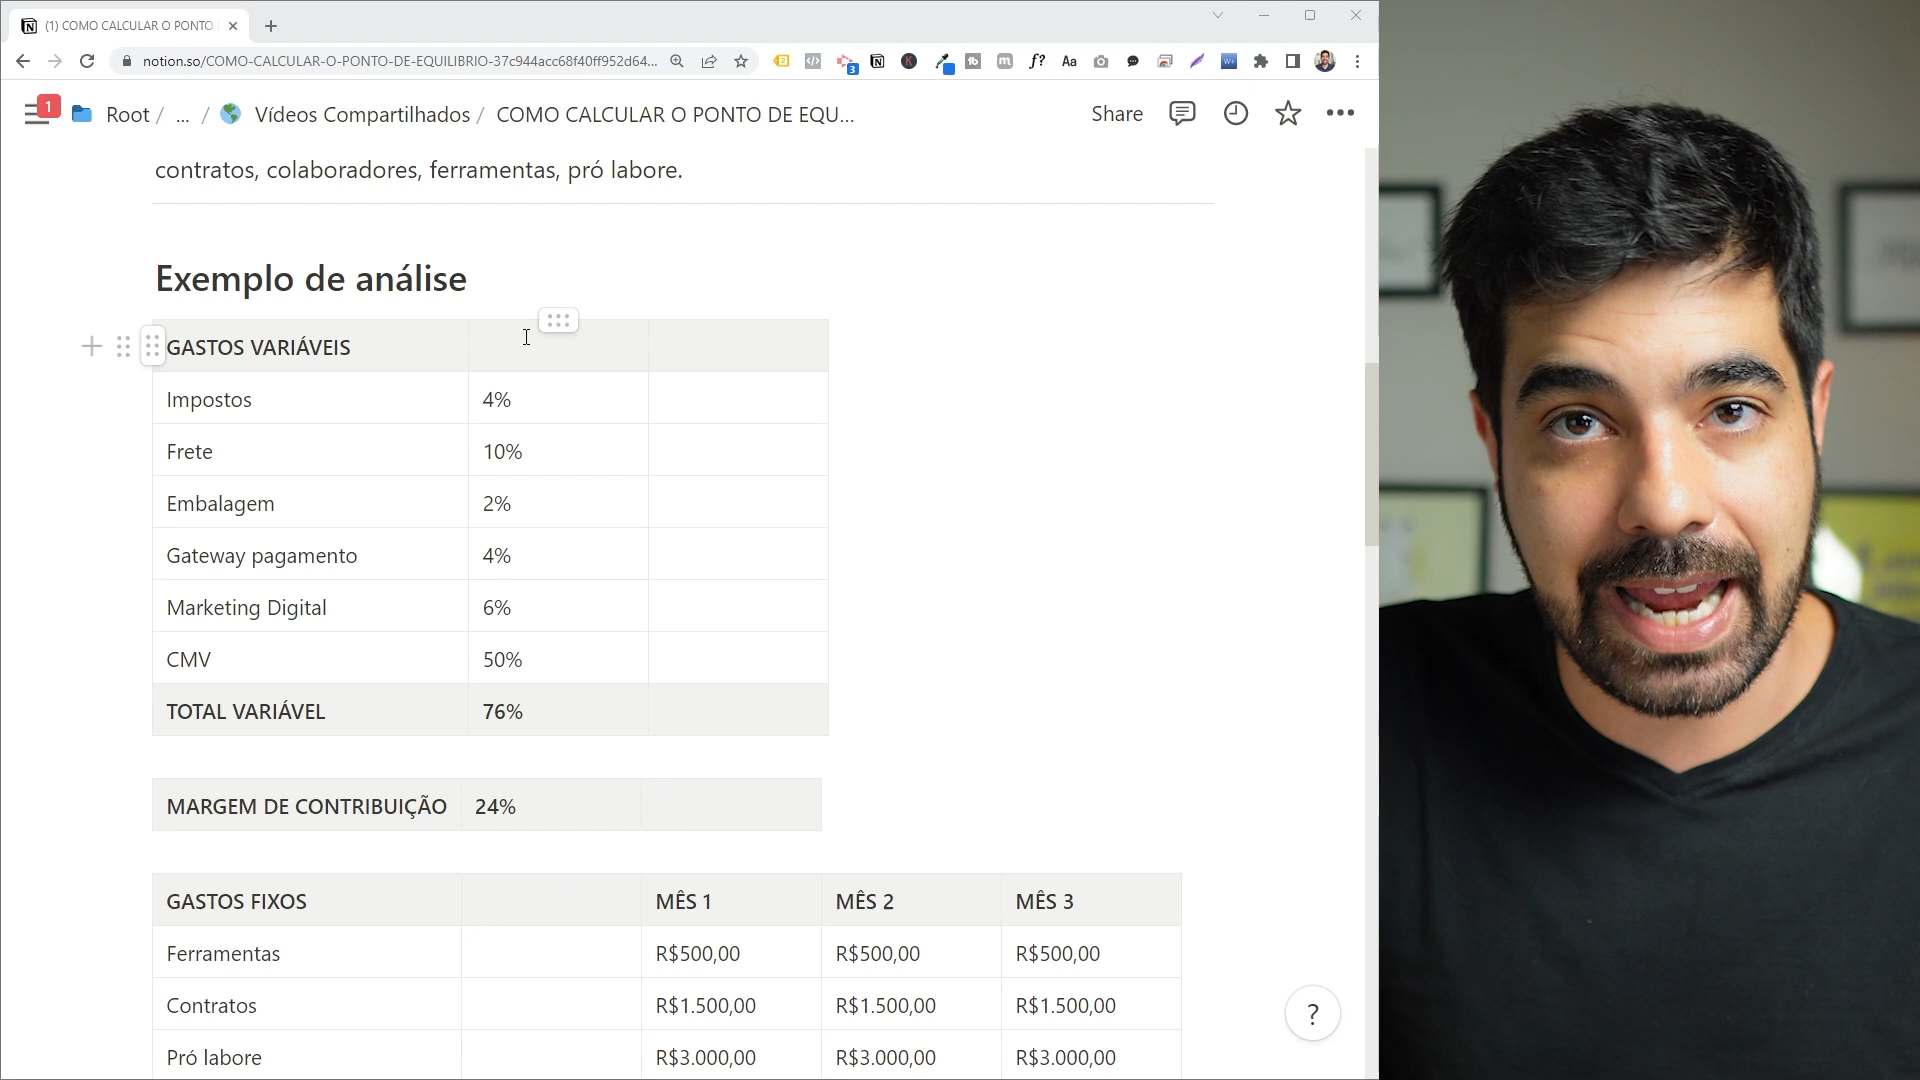 (1) COMO CALCULAR O PONTO
notion.so/COMO-CALCULAR-O-PONTO-DE-EQUILIBRIO-37c944acc68f40ff952d64...
3
f?
Aa
1
Root / ... / Vídeos Compartilhados / COMO CALCULAR O PONTO DE EQU...
Share
contratos, colaboradores, ferramentas, pró labore.
Exemplo de análise
GASTOS VARIÁVEIS
Impostos 4%
Frete 10%
Embalagem 2%
Gateway pagamento 4%
Marketing Digital 6%
CMV 50%
TOTAL VARIÁVEL 76%
MARGEM DE CONTRIBUIÇÃO 24%
GASTOS FIXOS MÊS 1 MÊS 2 MÊS 3
Ferramentas R$500,00 R$500,00 R$500,00
Contratos R$1.500,00 R$1.500,00 R$1.500,00
Pró labore R$3.000,00 R$3.000,00 R$3.000,00
?